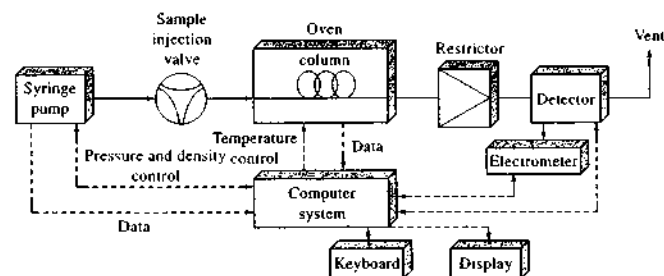 Sample
injection
valve
Oven
column
Restrictor
Vent
Syringe
pump
Detector
Temperature
control
Data
Pressure and density
control
Electrometer
Computer
system
Data
Keyboard
Display